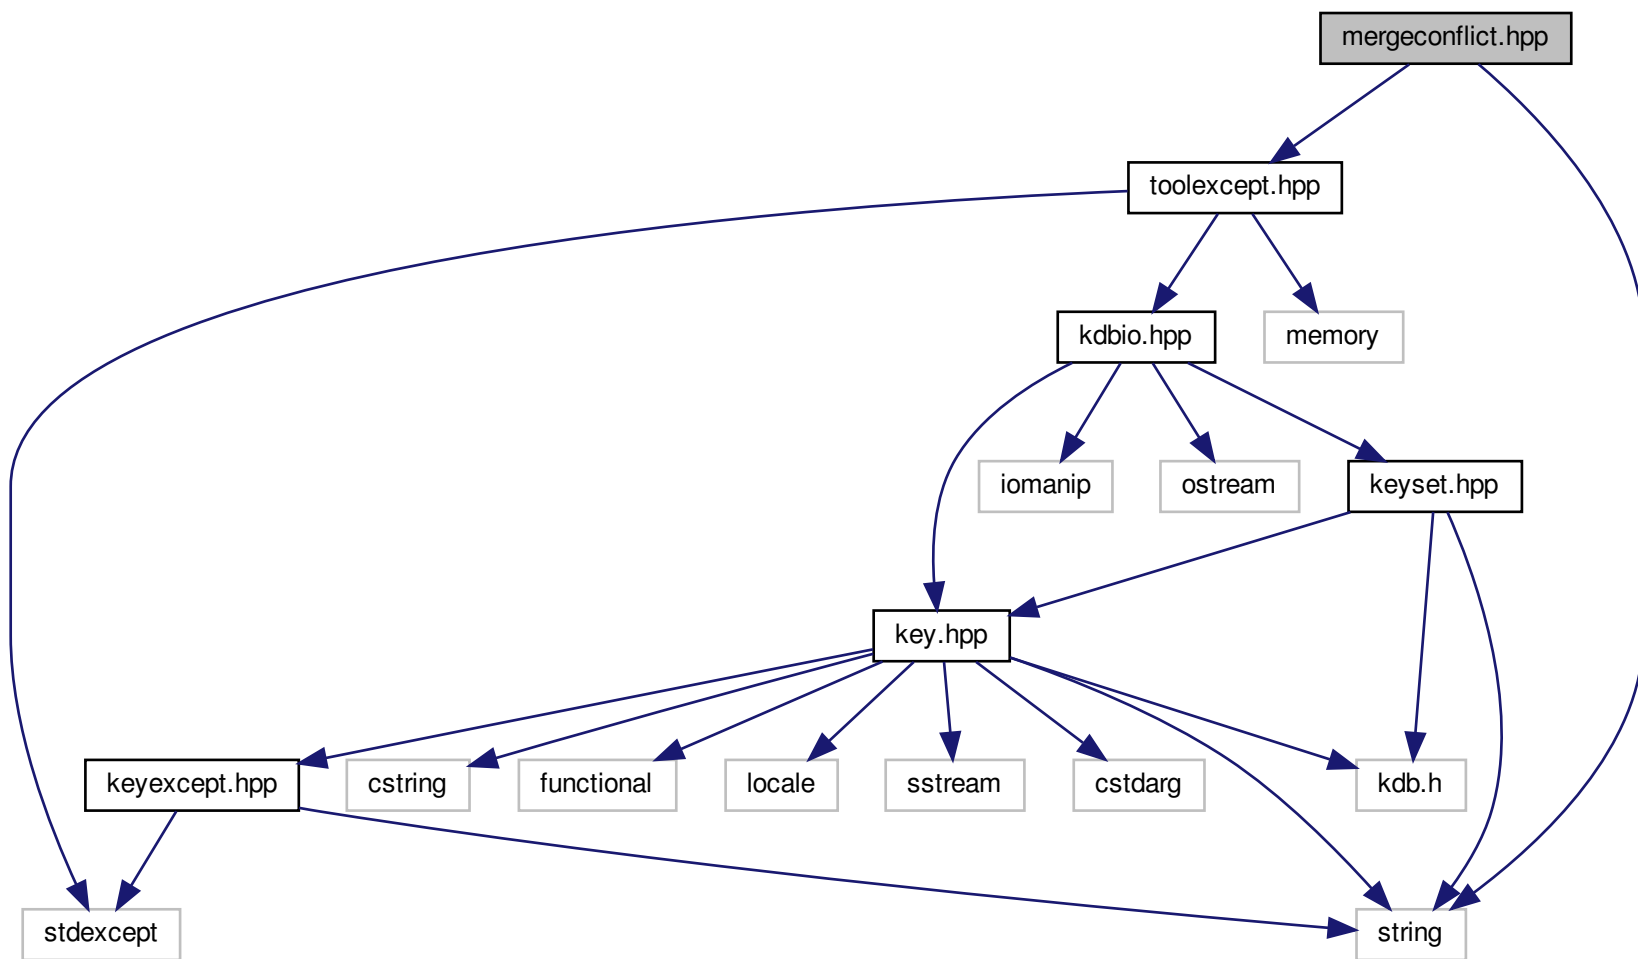 mergeconflict.hpp
toolexcept.hpp
kdbio.hpp
memory
iomanip
ostream
keyset.hpp
key.hpp
keyexcept.hpp
cstring
functional
locale
sstream
cstdarg
kdb.h
stdexcept
string